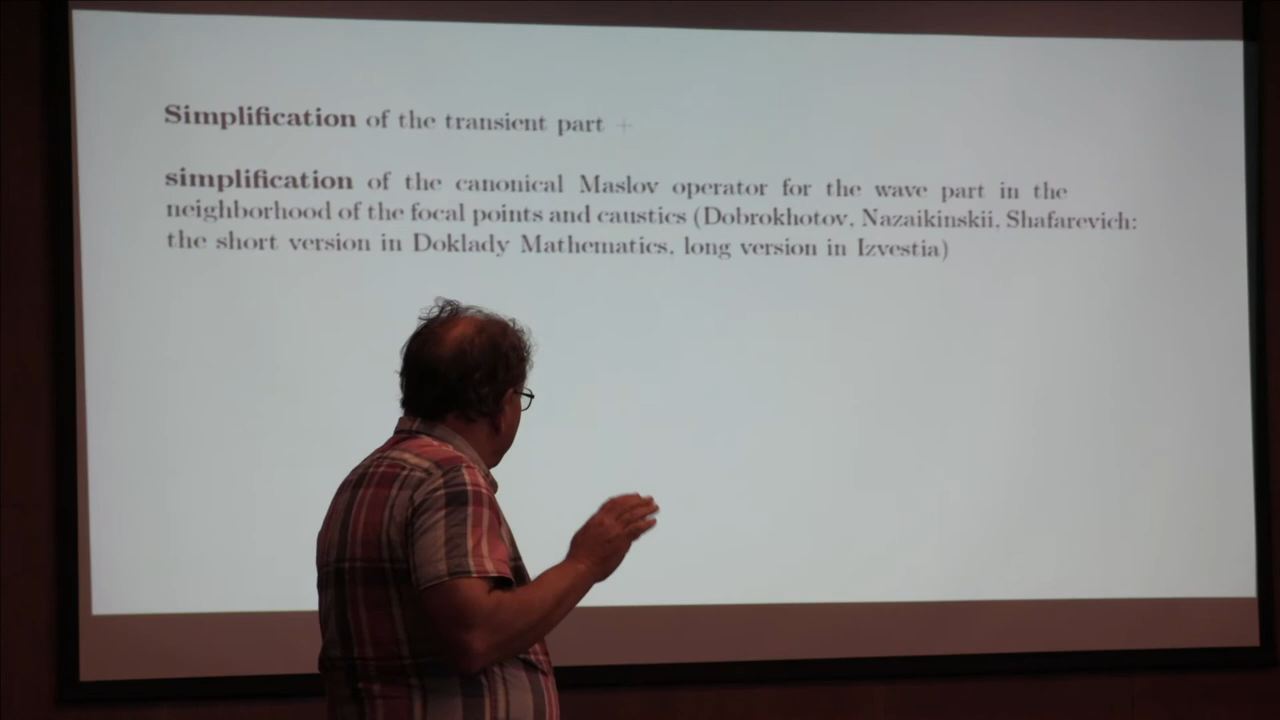 Simplification of the transient part +
simplification of the canonical Maslov operator for the wave part in the
neighborhood of the focal points and caustics (Dobrokhotov, Nazaikinskii, Shafarevich:
the short version in Doklady Mathematics, long version in Izvestia)